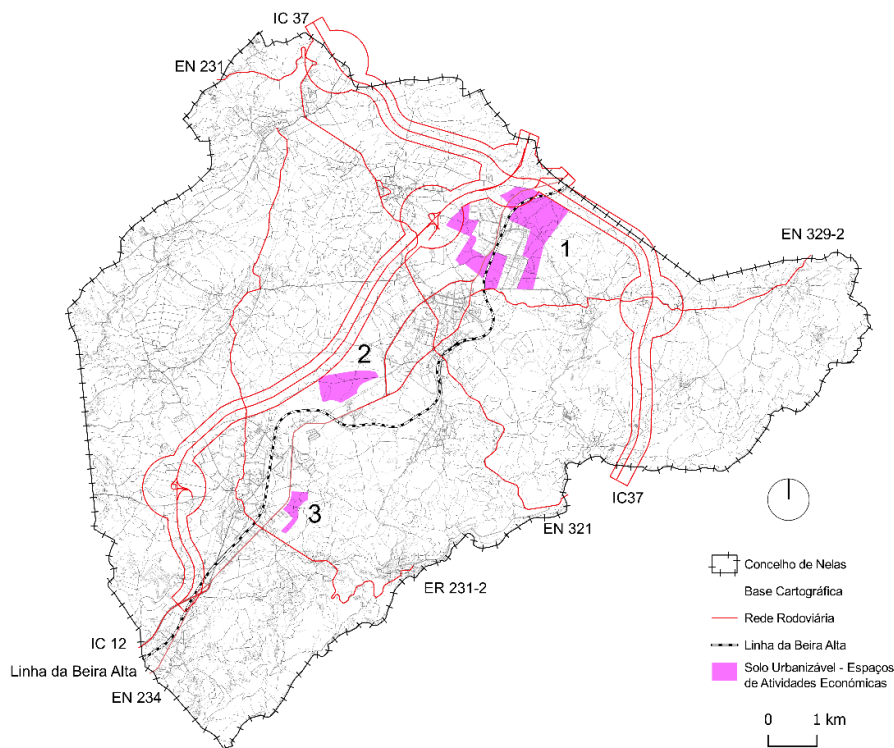 IC 37
EN 231
EN 329-2
1
2
3
IC37
EN 321
ER 231-2
IC 12
Linha da Beira Alta
EN 234
Concelho de Nelas
Base Cartográfica
Rede Rodoviária
Linha da Beira Alta
Solo Urbanizável - Espaços
de Atividades Económicas
0 1 km